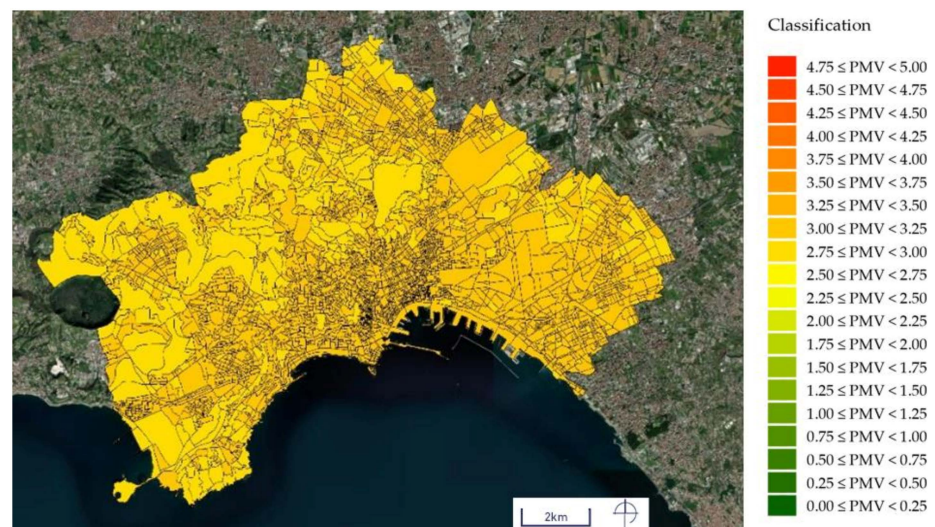 Classification
4.75 ≤ PMV < 5.00
4.50 ≤ PMV < 4.75
4.25 ≤ PMV < 4.50
4.00 ≤ PMV < 4.25
3.75 ≤ PMV < 4.00
3.50 ≤ PMV < 3.75
3.25 ≤ PMV < 3.50
3.00 ≤ PMV < 3.25
2.75 ≤ PMV < 3.00
2.50 ≤ PMV < 2.75
2.25 ≤ PMV < 2.50
2.00 ≤ PMV < 2.25
1.75 ≤ PMV < 2.00
1.50 ≤ PMV < 1.75
1.25 ≤ PMV < 1.50
1.00 ≤ PMV < 1.25
0.75 ≤ PMV < 1.00
0.50 ≤ PMV < 0.75
0.25 ≤ PMV < 0.50
0.00 ≤ PMV < 0.25
2km